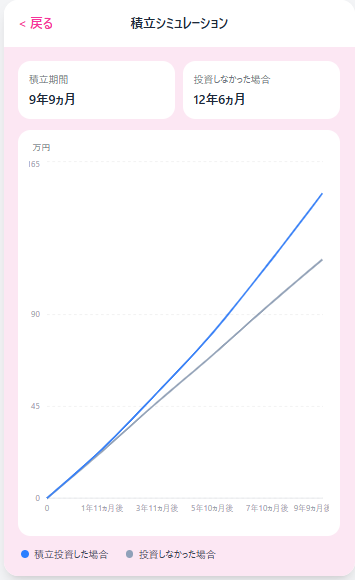 < 戻る
積立シミュレーション
積立期間
9年9ヵ月
投資しなかった場合
12年6ヵ月
万円
165
90
45
0
0 1年11ヵ月後 3年11ヵ月後 5年10ヵ月後 7年10ヵ月後 9年9ヵ月後
積立投資した場合 投資しなかった場合